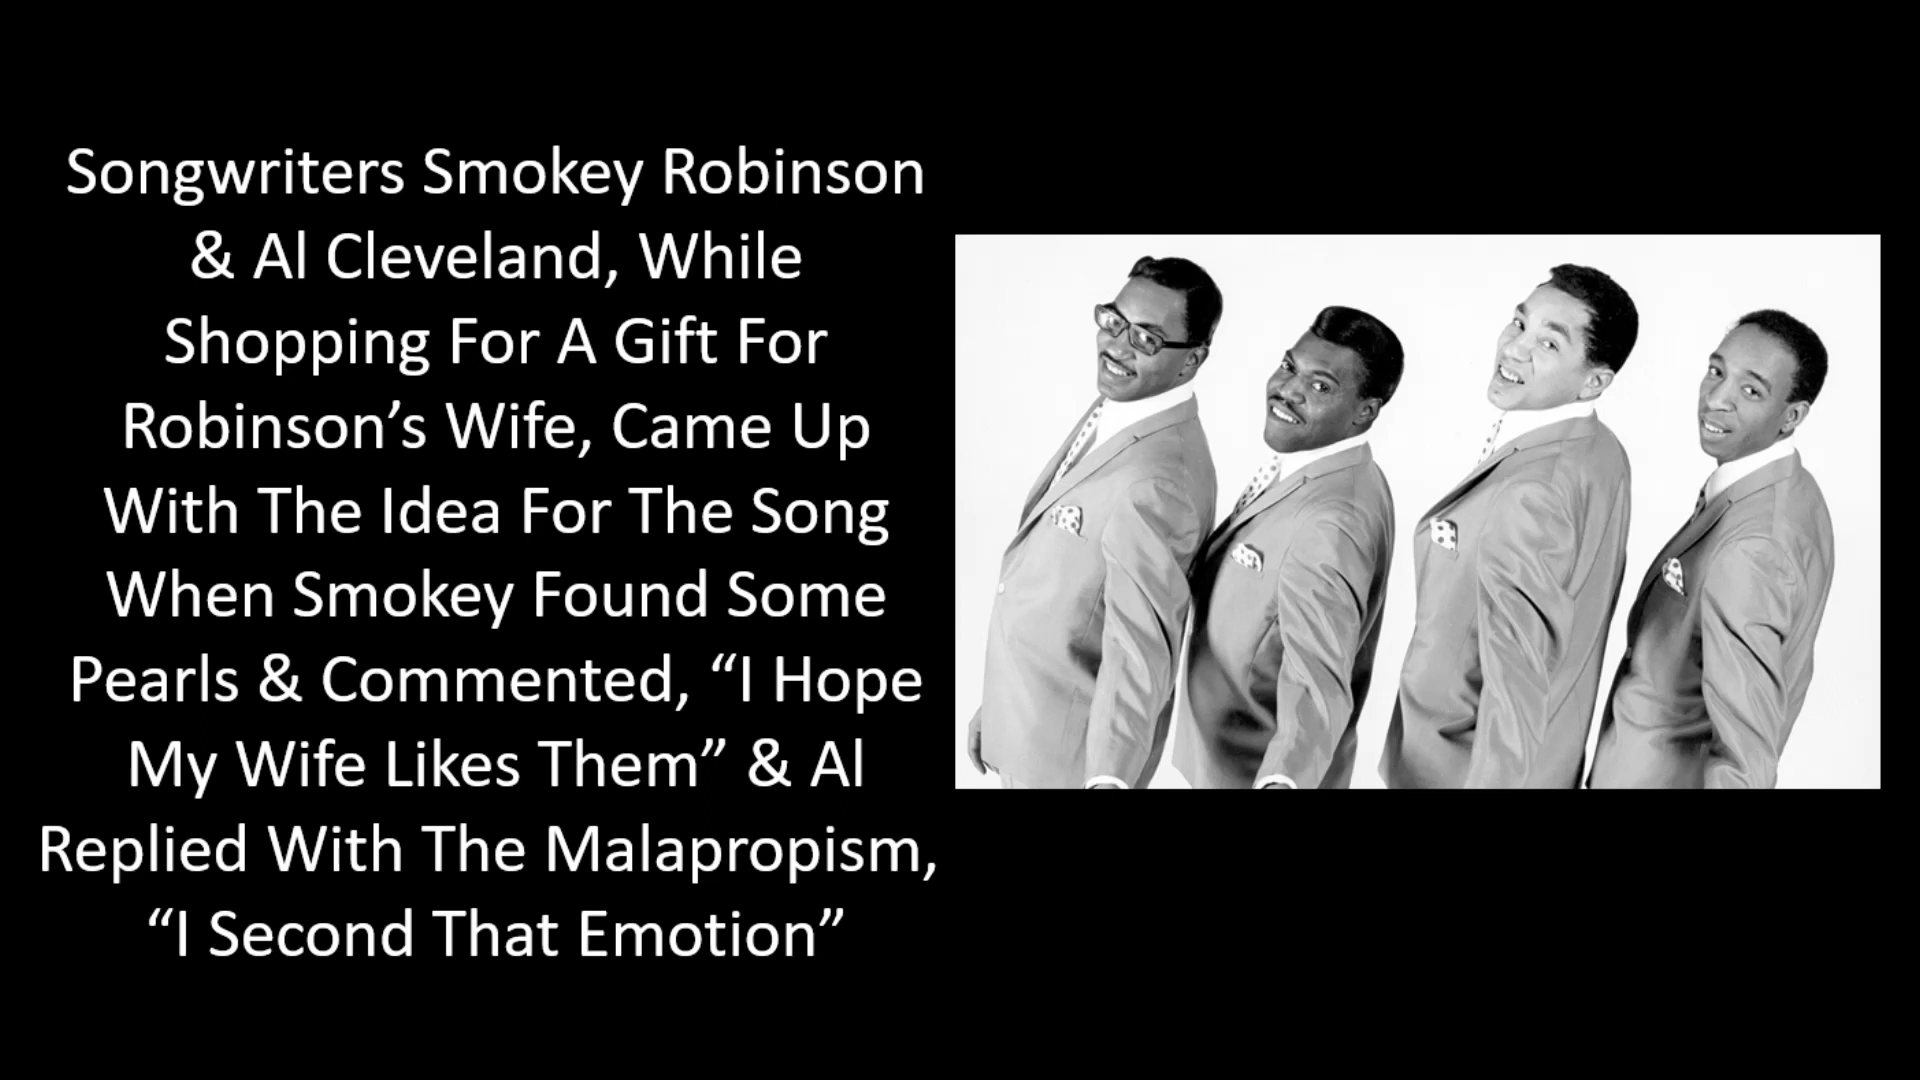 Songwriters Smokey Robinson
& Al Cleveland, While
Shopping For A Gift For
Robinson’s Wife, Came Up
With The Idea For The Song
When Smokey Found Some
Pearls & Commented, “I Hope
My Wife Likes Them” & Al
Replied With The Malapropism,
“I Second That Emotion”